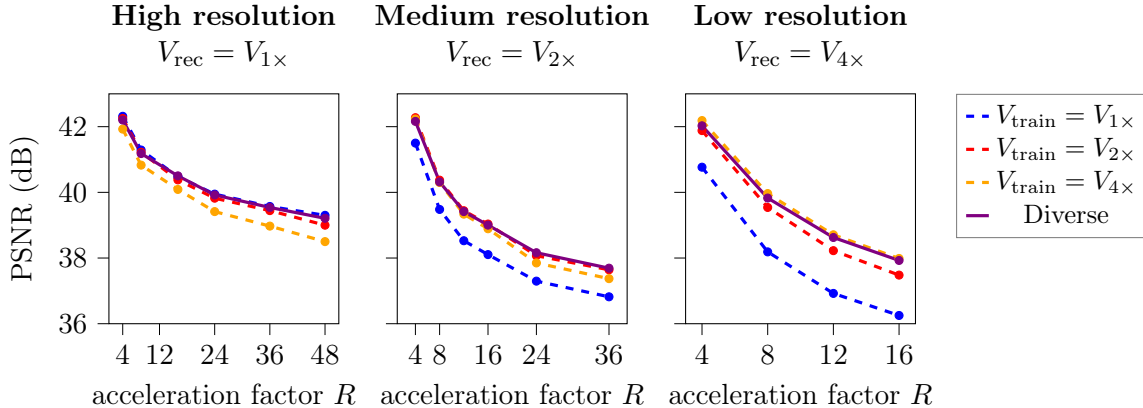 High resolution
V_rec = V_1×
Medium resolution
V_rec = V_2×
Low resolution
V_rec = V_4×
PSNR (dB)
42
40
38
36
4 12 24 36 48
acceleration factor R
4 8 16 24 36
acceleration factor R
4 8 12 16
acceleration factor R
V_train = V_1×
V_train = V_2×
V_train = V_4×
Diverse